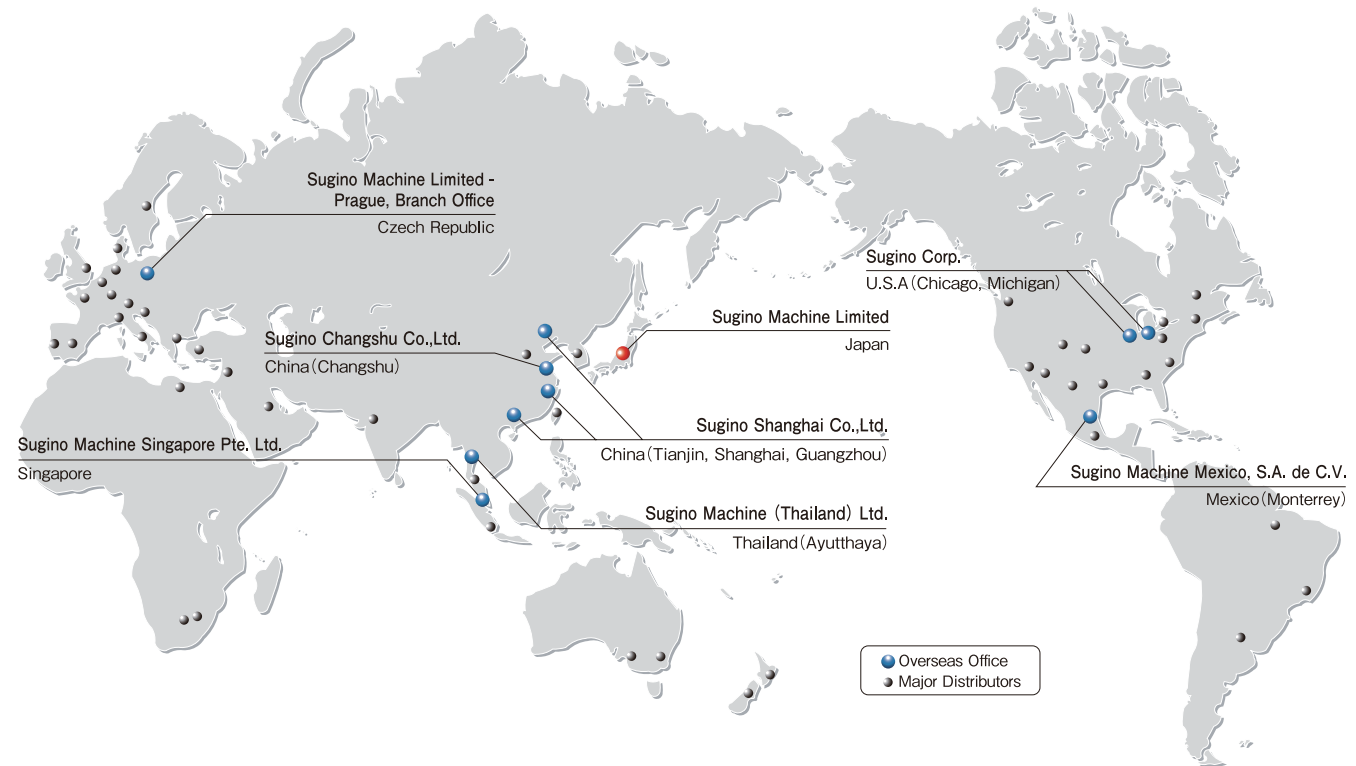 Sugino Machine Limited -
Prague, Branch Office
Czech Republic
Sugino Corp.
U.S.A (Chicago, Michigan)
Sugino Machine Limited
Japan
Sugino Changshu Co.,Ltd.
China (Changshu)
Sugino Shanghai Co.,Ltd.
China (Tianjin, Shanghai, Guangzhou)
Sugino Machine Singapore Pte. Ltd.
Singapore
Sugino Machine Mexico, S.A. de C.V.
Mexico (Monterrey)
Sugino Machine (Thailand) Ltd.
Thailand (Ayutthaya)
Overseas Office
Major Distributors